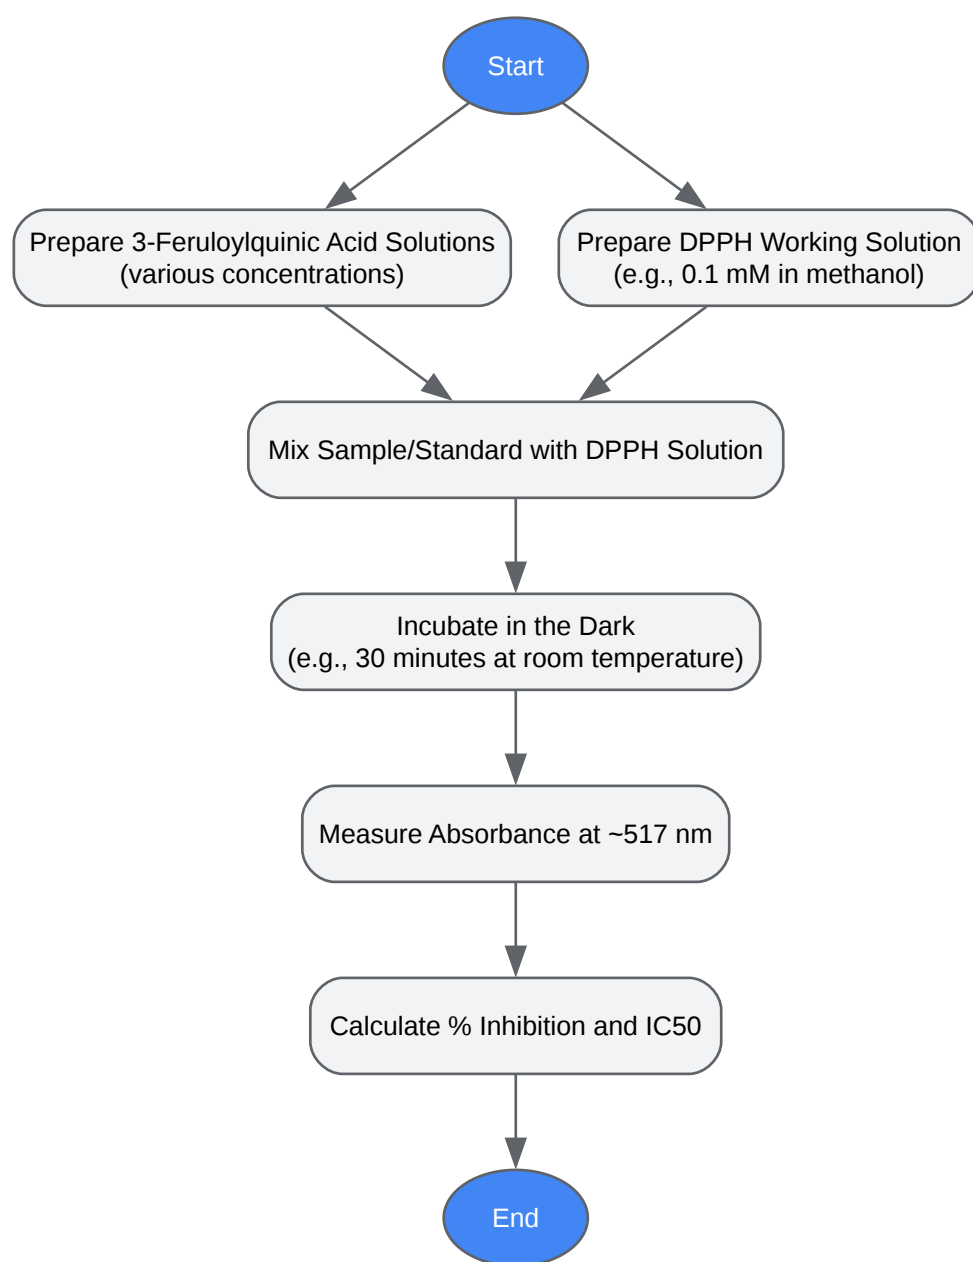 Start
Prepare 3-Feruloylquinic Acid Solutions
(various concentrations)
Prepare DPPH Working Solution
(e.g., 0.1 mM in methanol)
Mix Sample/Standard with DPPH Solution
Incubate in the Dark
(e.g., 30 minutes at room temperature)
Measure Absorbance at ~517 nm
Calculate % Inhibition and IC50
End